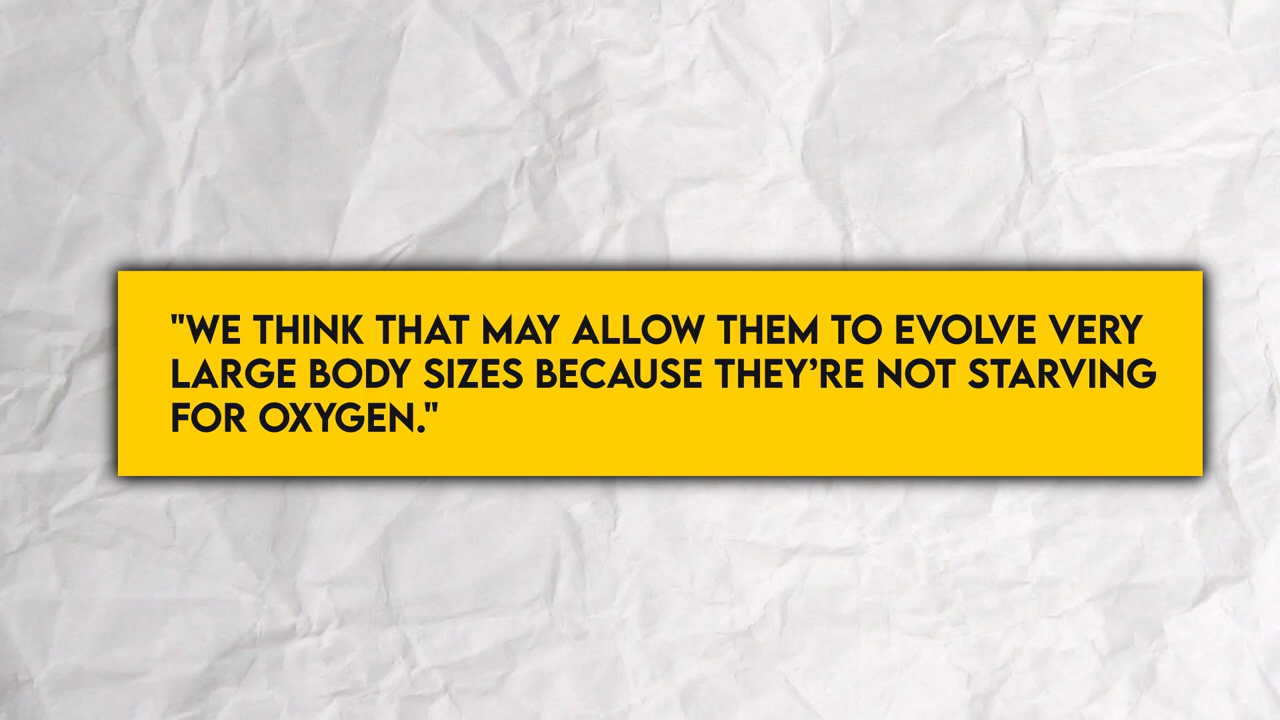 "WE THINK THAT MAY ALLOW THEM TO EVOLVE VERY
LARGE BODY SIZES BECAUSE THEY’RE NOT STARVING
FOR OXYGEN."